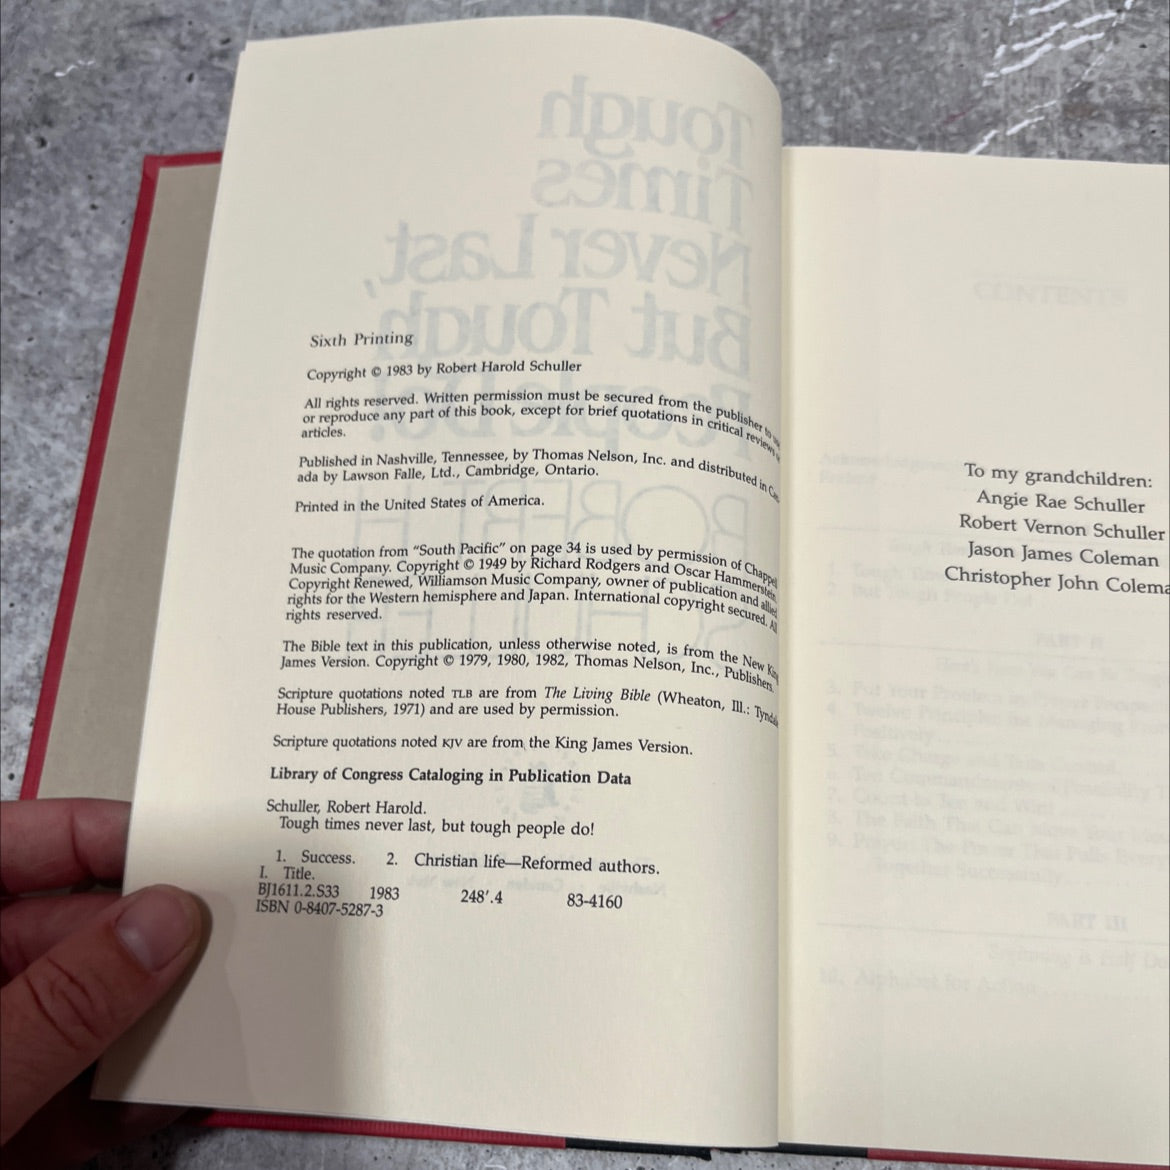 Sixth Printing
Copyright © 1983 by Robert Harold Schuller
All rights reserved. Written permission must be secured from the publisher to use
or reproduce any part of this book, except for brief quotations in critical reviews
articles.
Published in Nashville, Tennessee, by Thomas Nelson, Inc. and distributed in Can-
ada by Lawson Falle, Ltd., Cambridge, Ontario.
Printed in the United States of America.
The quotation from “South Pacific” on page 34 is used by permission of Chappel
Music Company. Copyright © 1949 by Richard Rodgers and Oscar Hammerstein.
Copyright Renewed, Williamson Music Company, owner of publication and allied
rights for the Western hemisphere and Japan. International copyright secured. All
rights reserved.
The Bible text in this publication, unless otherwise noted, is from the New King
James Version. Copyright © 1979, 1980, 1982, Thomas Nelson, Inc., Publishers.
Scripture quotations noted TLB are from The Living Bible (Wheaton, Ill.: Tyndale
House Publishers, 1971) and are used by permission.
Scripture quotations noted KJV are from the King James Version.
Library of Congress Cataloging in Publication Data
Schuller, Robert Harold.
Tough times never last, but tough people do!
1. Success. 2. Christian life—Reformed authors.
I. Title.
BJ1611.2.S33 1983 248'.4 83-4160
ISBN 0-8407-5287-3
To my grandchildren:
Angie Rae Schuller
Robert Vernon Schuller
Jason James Coleman
Christopher John Colema